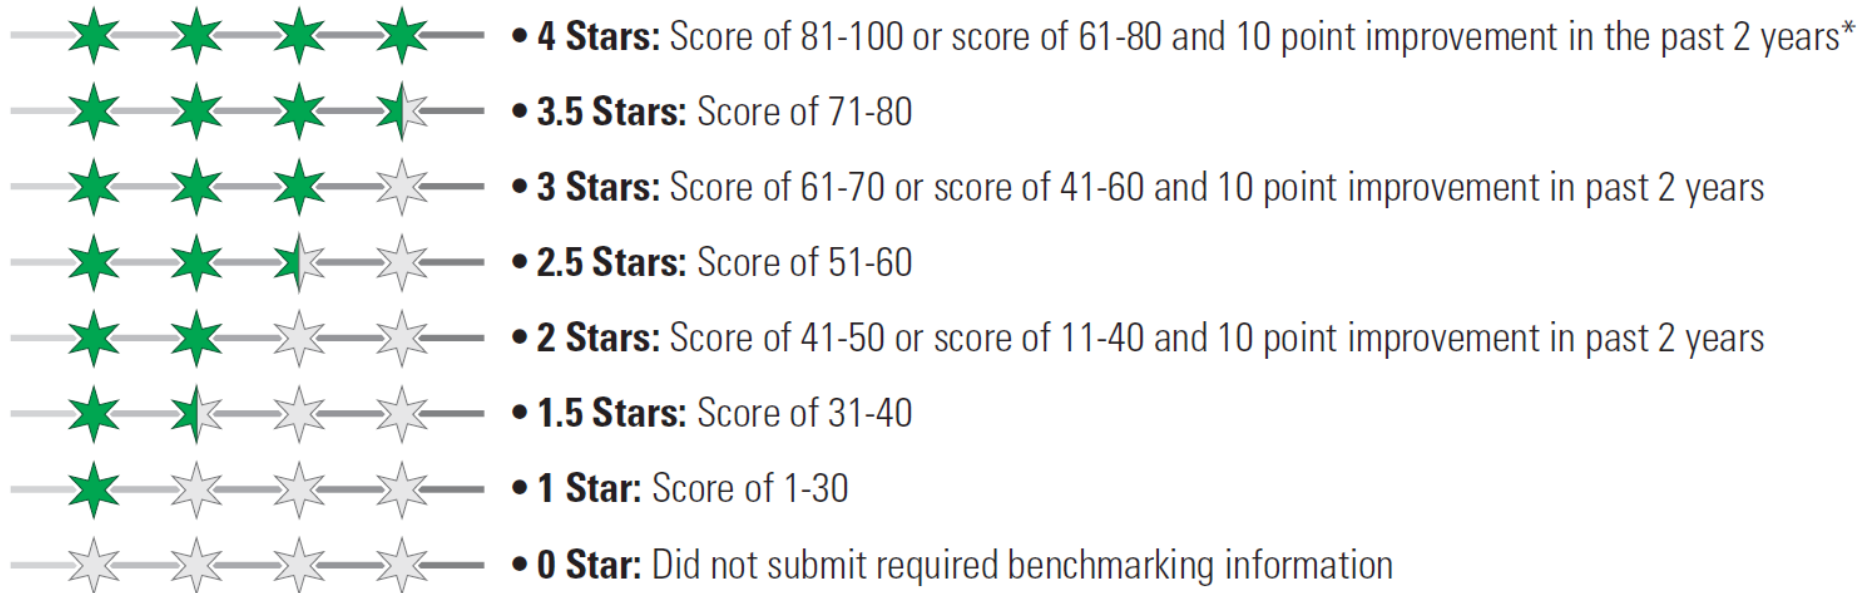 • 4 Stars: Score of 81-100 or score of 61-80 and 10 point improvement in the past 2 years*
• 3.5 Stars: Score of 71-80
• 3 Stars: Score of 61-70 or score of 41-60 and 10 point improvement in past 2 years
• 2.5 Stars: Score of 51-60
• 2 Stars: Score of 41-50 or score of 11-40 and 10 point improvement in past 2 years
• 1.5 Stars: Score of 31-40
• 1 Star: Score of 1-30
• 0 Star: Did not submit required benchmarking information